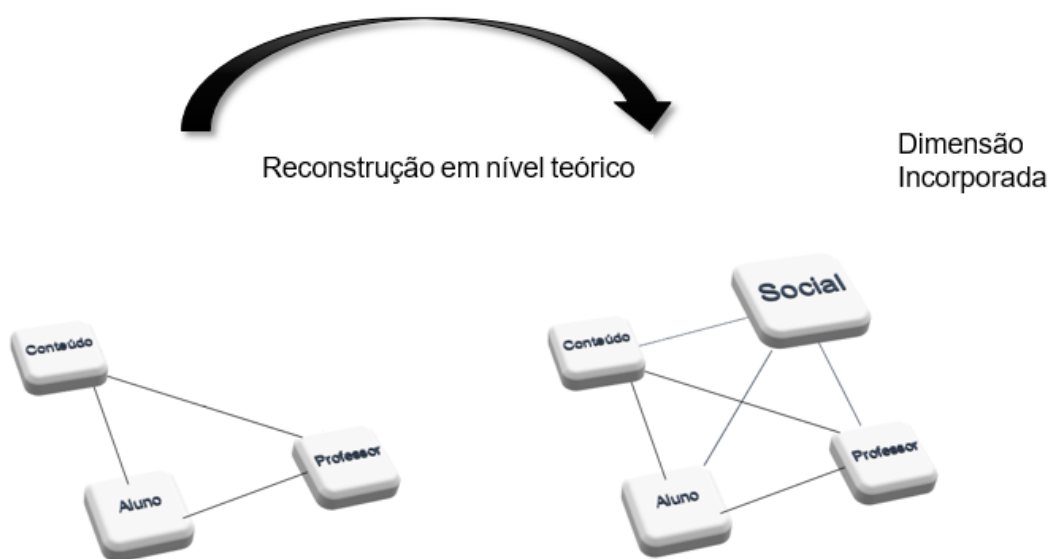 Reconstrução em nível teórico
Dimensão
Incorporada
Conteúdo
Aluno
Professor
Social
Conteúdo
Aluno
Professor